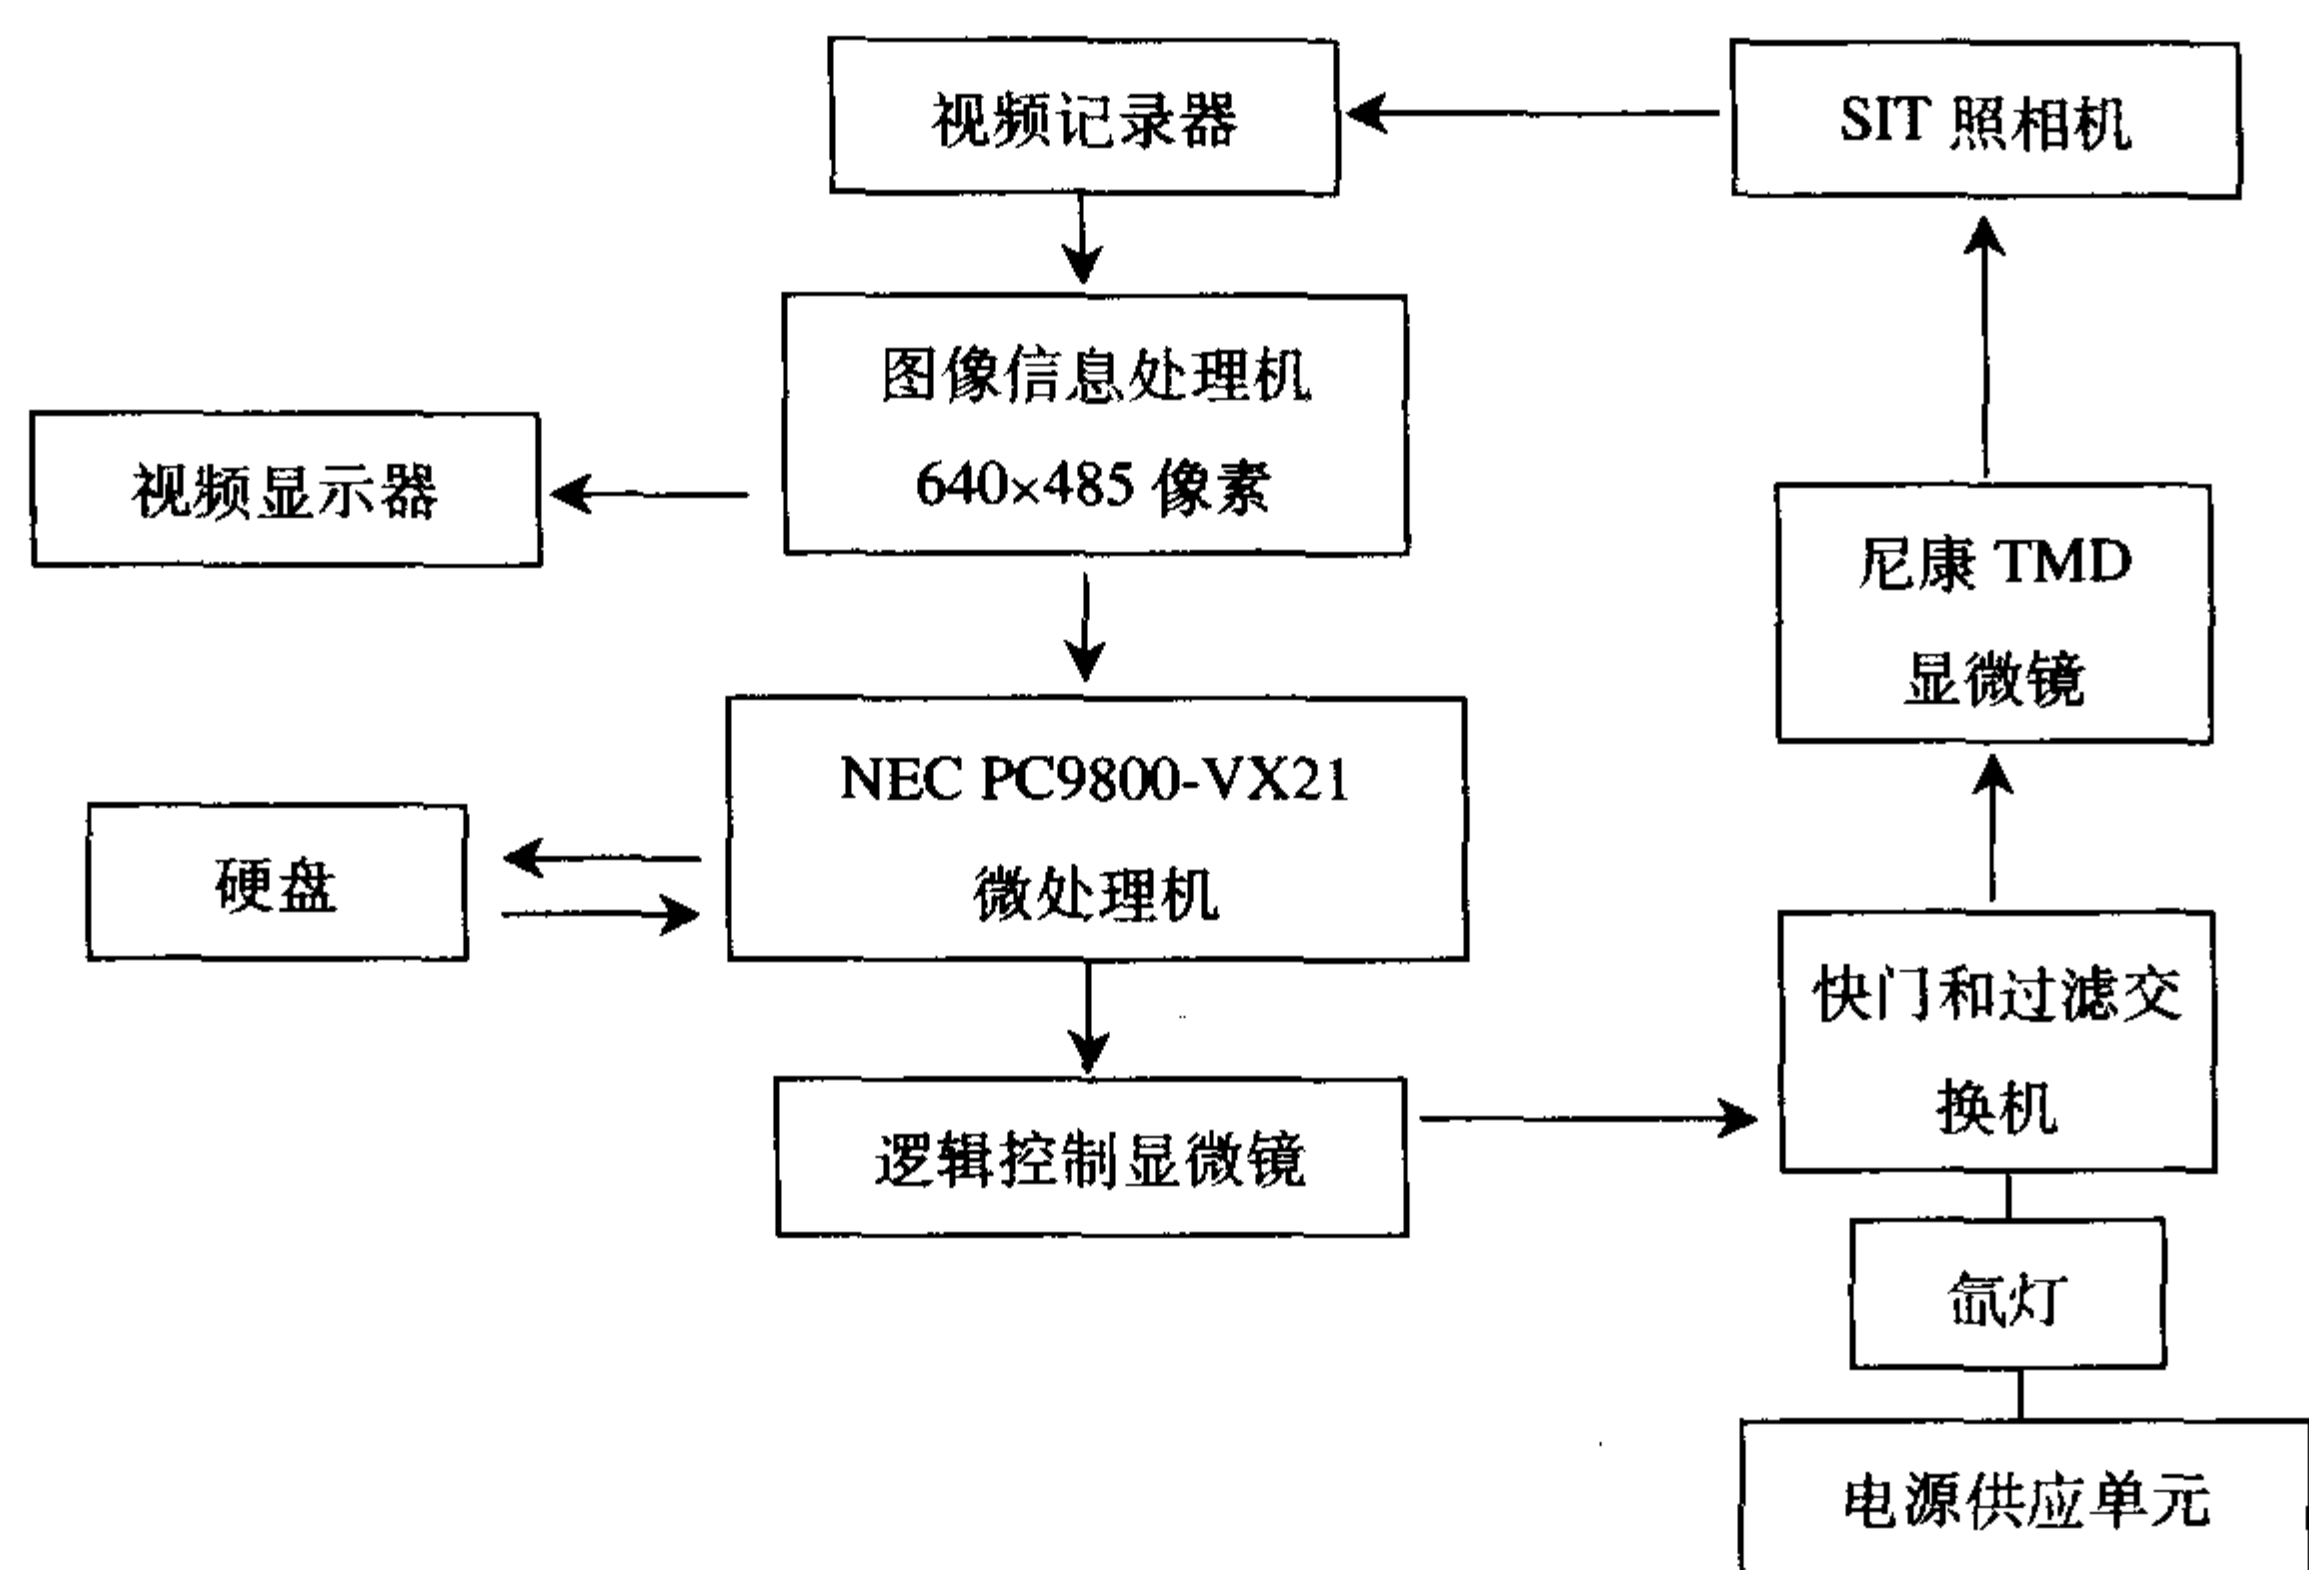 视频记录器
SIT 照相机
图像信息处理机
640×485 像素
视频显示器
尼康 TMD
显微镜
NEC PC9800-VX21
微处理机
硬盘
快门和过滤交
换机
逻辑控制显微镜
氙灯
电源供应单元